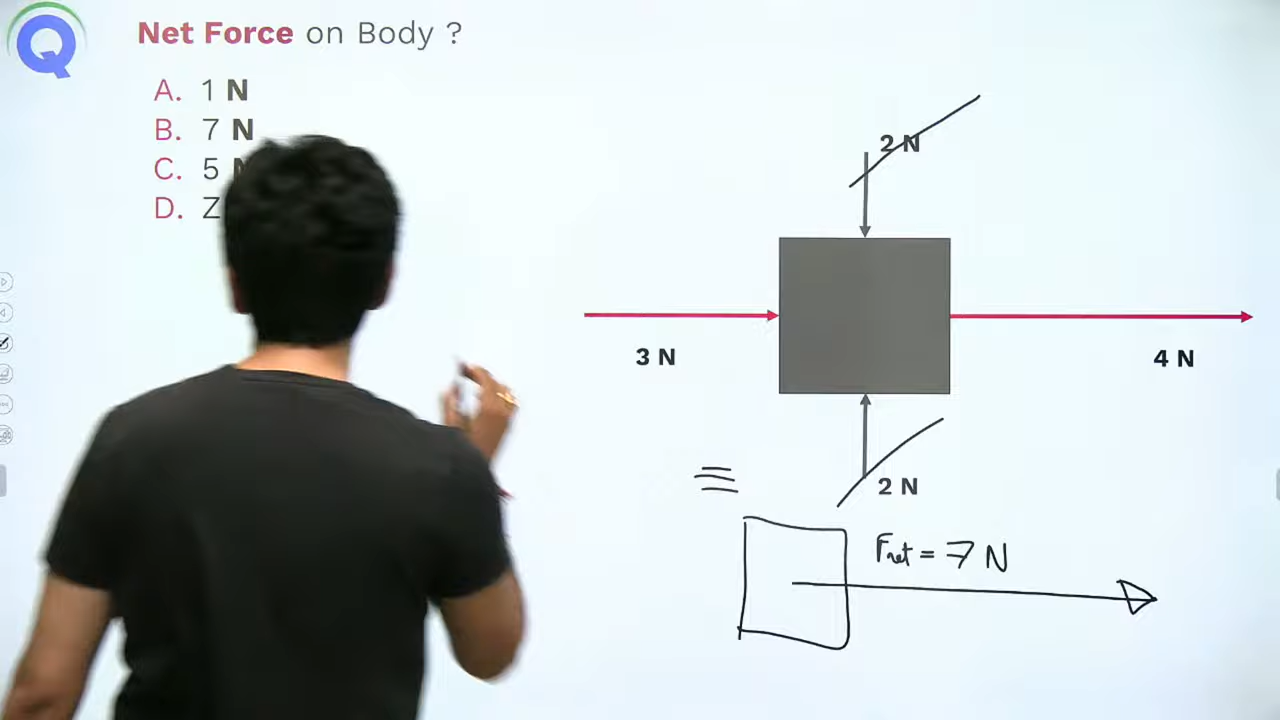 Net Force on Body ?
A. 1 N
B. 7 N
C. 5
D.
2 N
3 N
4 N
2 N
Fnet = 7 N